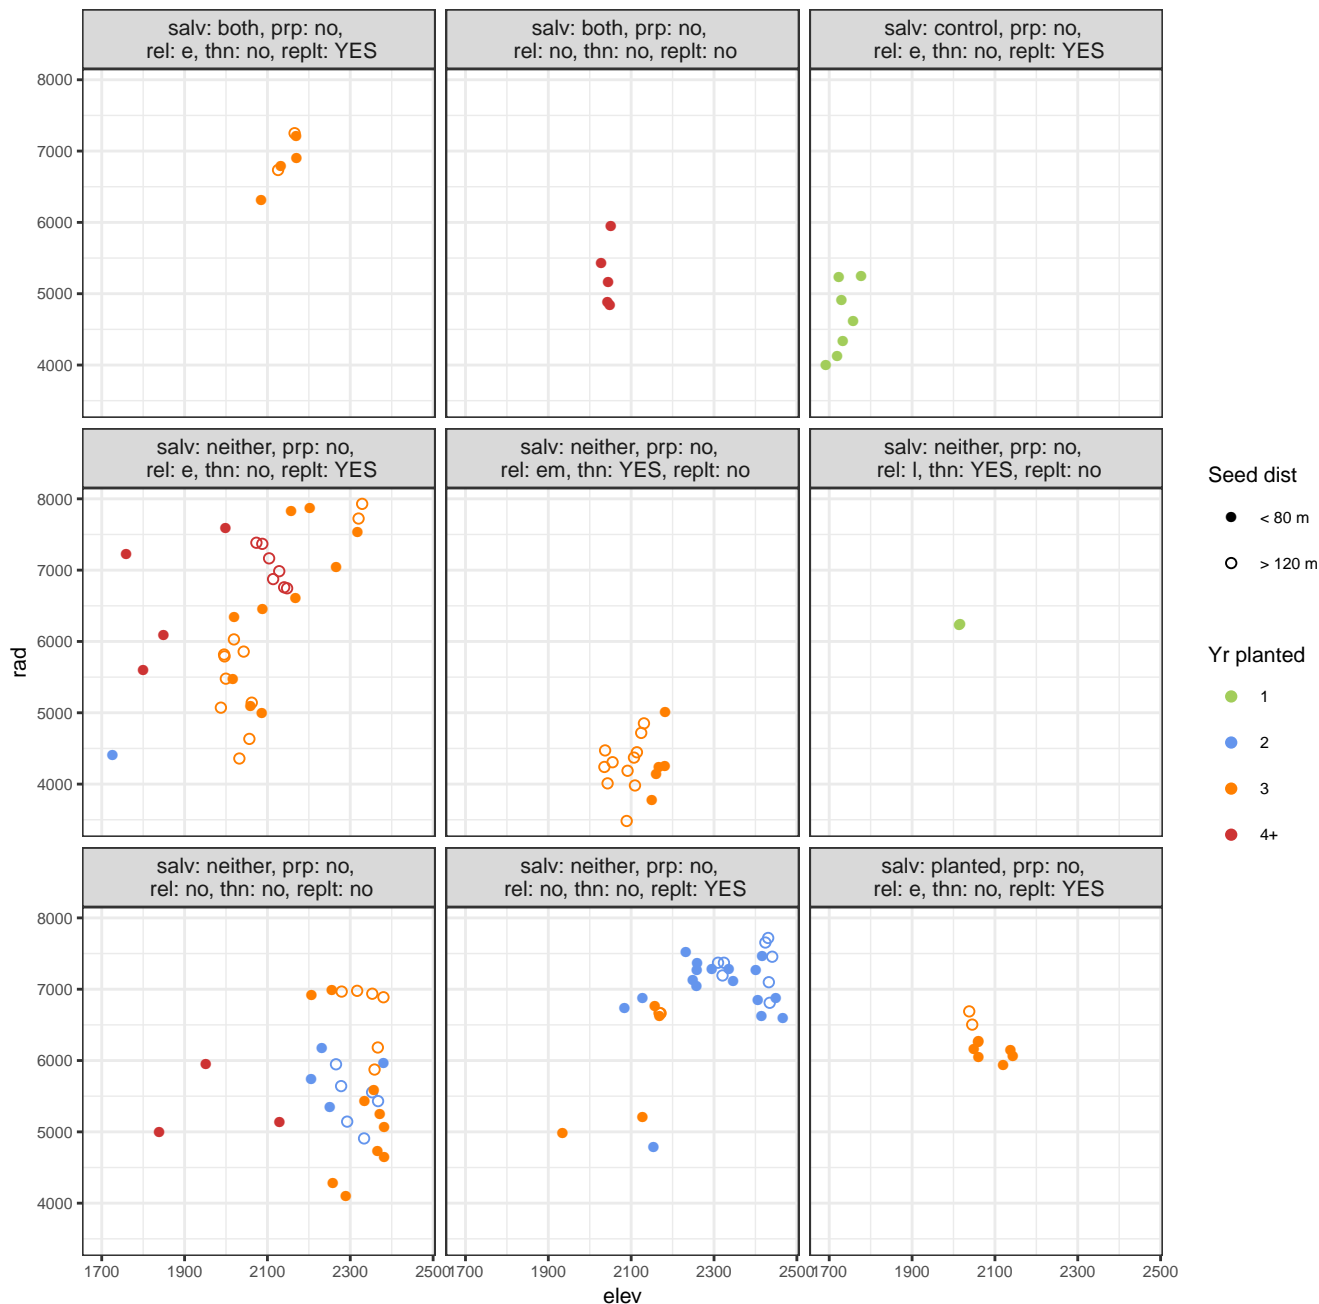 salv: both, prp: no,
rel: e, thn: no, replt: YES
salv: both, prp: no,
rel: no, thn: no, replt: no
salv: control, prp: no,
rel: e, thn: no, replt: YES
8000
7000
6000
5000
4000
salv: neither, prp: no,
rel: e, thn: no, replt: YES
salv: neither, prp: no,
rel: em, thn: YES, replt: no
salv: neither, prp: no,
rel: l, thn: YES, replt: no
8000
7000
6000
5000
4000
salv: neither, prp: no,
rel: no, thn: no, replt: no
salv: neither, prp: no,
rel: no, thn: no, replt: YES
salv: planted, prp: no,
rel: e, thn: no, replt: YES
8000
7000
6000
5000
4000
1700 1900 2100 2300 2500
1700 1900 2100 2300 2500
1700 1900 2100 2300 2500
elev
rad
Seed dist
< 80 m
> 120 m
Yr planted
1
2
3
4+